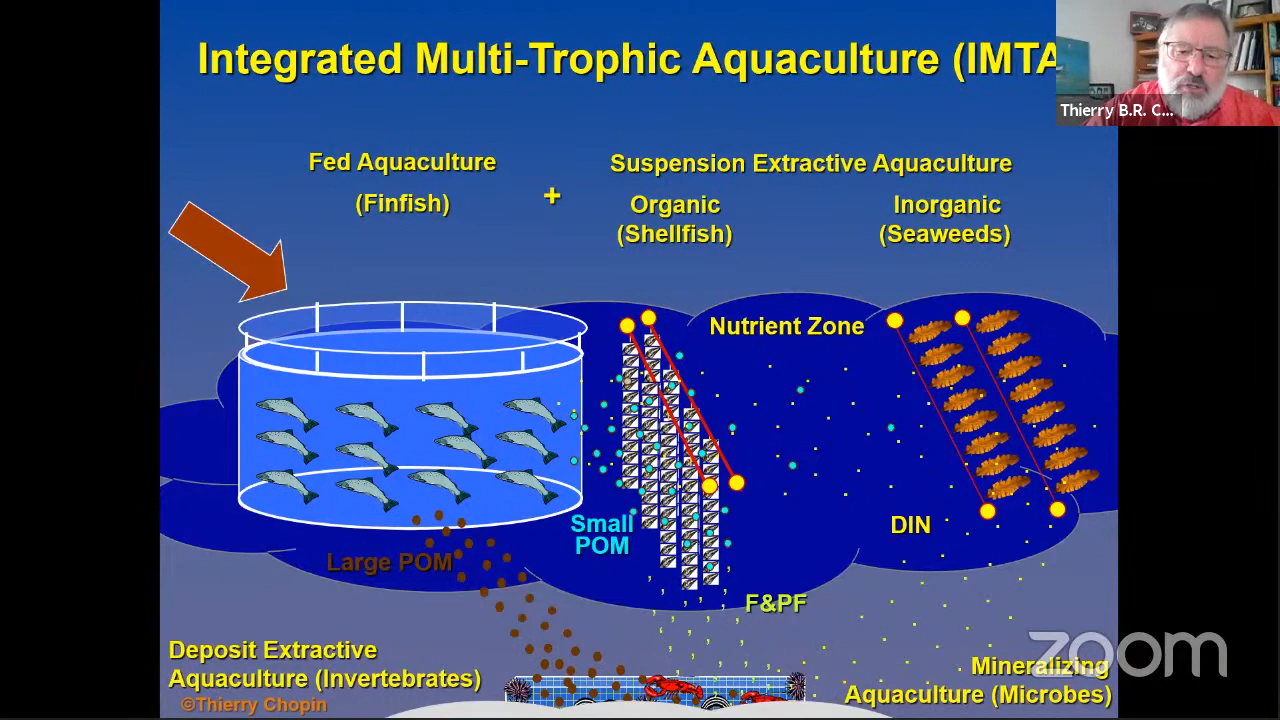 Integrated Multi-Trophic Aquaculture (IMTA
Thierry B.R. C...
Fed Aquaculture
(Finfish)
+
Suspension Extractive Aquaculture
Organic
(Shellfish)
Inorganic
(Seaweeds)
Nutrient Zone
Small
POM
DIN
Large POM
F&PF
Deposit Extractive
Aquaculture (Invertebrates)
©Thierry Chopin
Mineralizing
Aquaculture (Microbes)
zoom